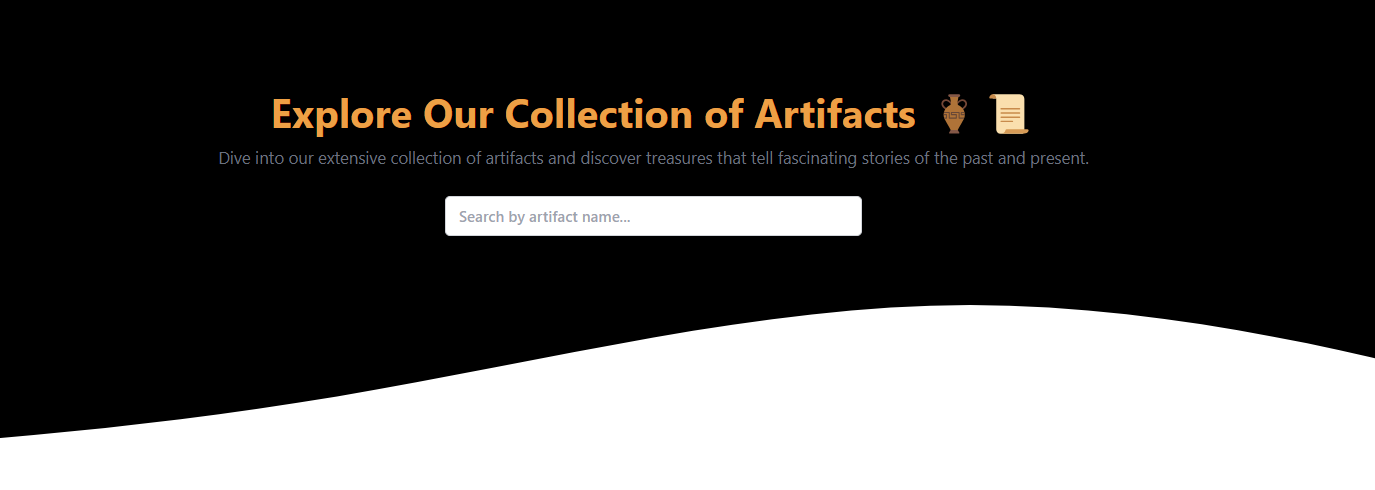 Explore Our Collection of Artifacts 🏺 📜
Dive into our extensive collection of artifacts and discover treasures that tell fascinating stories of the past and present.
Search by artifact name...